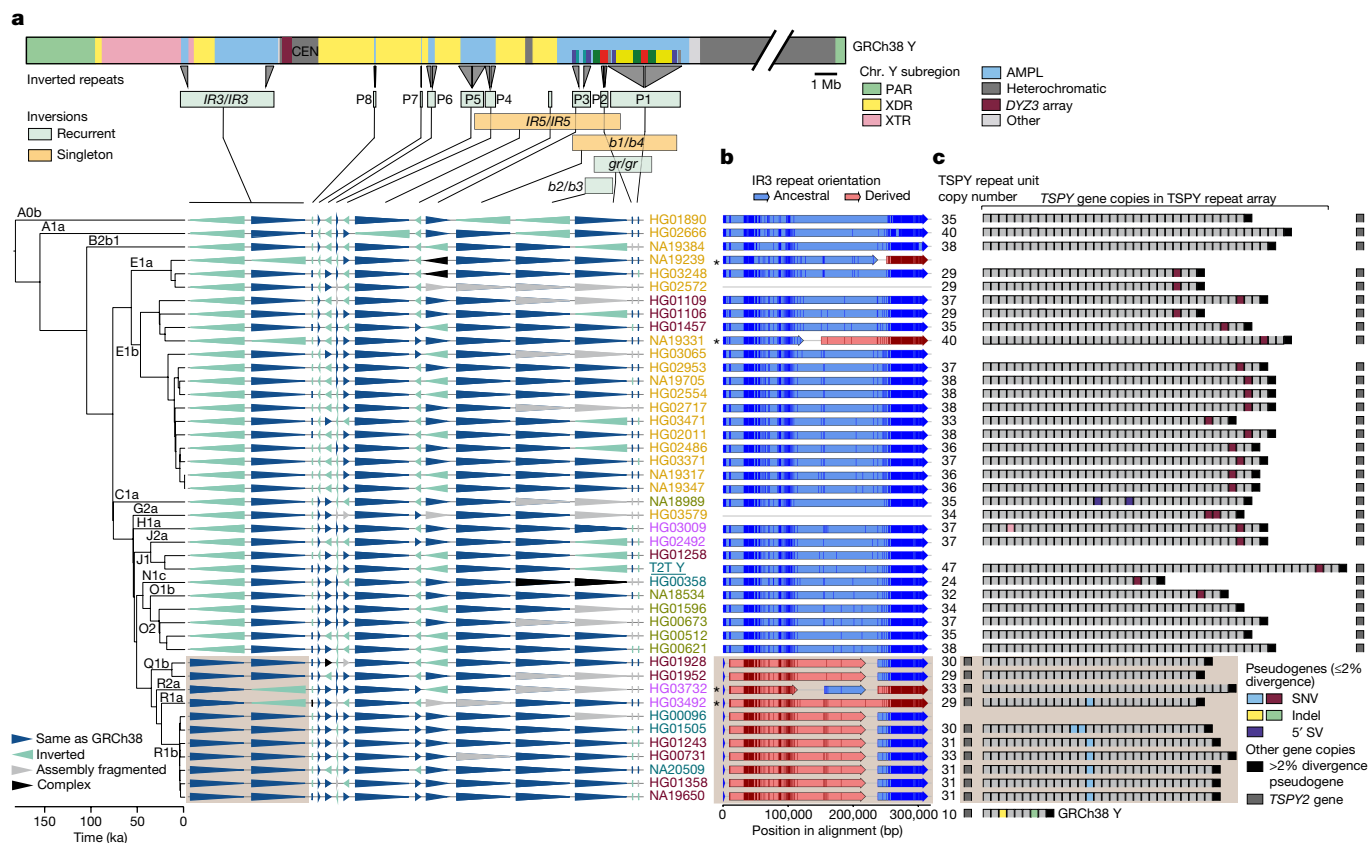 a
CEN
GRCh38 Y
1 Mb
Inverted repeats
IR3/IR3
P8
P7
P6
P5
P4
P3
P2
P1
IR5/IR5
b1/b4
gr/gr
b2/b3
Inversions
Recurrent
Singleton
Chr. Y subregion
PAR
XDR
XTR
AMPL
Heterochromatic
DYZ3 array
Other
A0b
A1a
B2b1
E1a
E1b
C1a
G2a
H1a
J2a
J1
N1c
O1b
O2
Q1b
R2a
R1a
R1b
HG01890
HG02666
NA19384
NA19239
HG03248
HG02572
HG01109
HG01106
HG01457
NA19331
HG03065
HG02953
NA19705
HG02554
HG02717
HG03471
HG02011
HG02486
HG03371
NA19317
NA19347
NA18989
HG03579
HG03009
HG02492
HG01258
T2T Y
HG00358
NA18534
HG01596
HG00673
HG00512
HG00621
HG01928
HG01952
HG03732
HG03492
HG00096
HG01505
HG01243
HG00731
NA20509
HG01358
NA19650
Same as GRCh38
Inverted
Assembly fragmented
Complex
150 100 50 0
Time (ka)
b
IR3 repeat orientation
Ancestral
Derived
*
*
*
*
0 100,000 200,000 300,000
Position in alignment (bp)
c
TSPY repeat unit
copy number
TSPY gene copies in TSPY repeat array
35
40
38
29
29
37
29
35
40
37
38
38
38
33
38
36
37
36
36
35
34
37
37
47
24
32
34
37
35
38
30
29
33
29
30
31
33
31
31
31
10
GRCh38 Y
Pseudogenes (≤2%
divergence)
SNV
Indel
5′ SV
Other gene copies
>2% divergence
pseudogene
TSPY2 gene